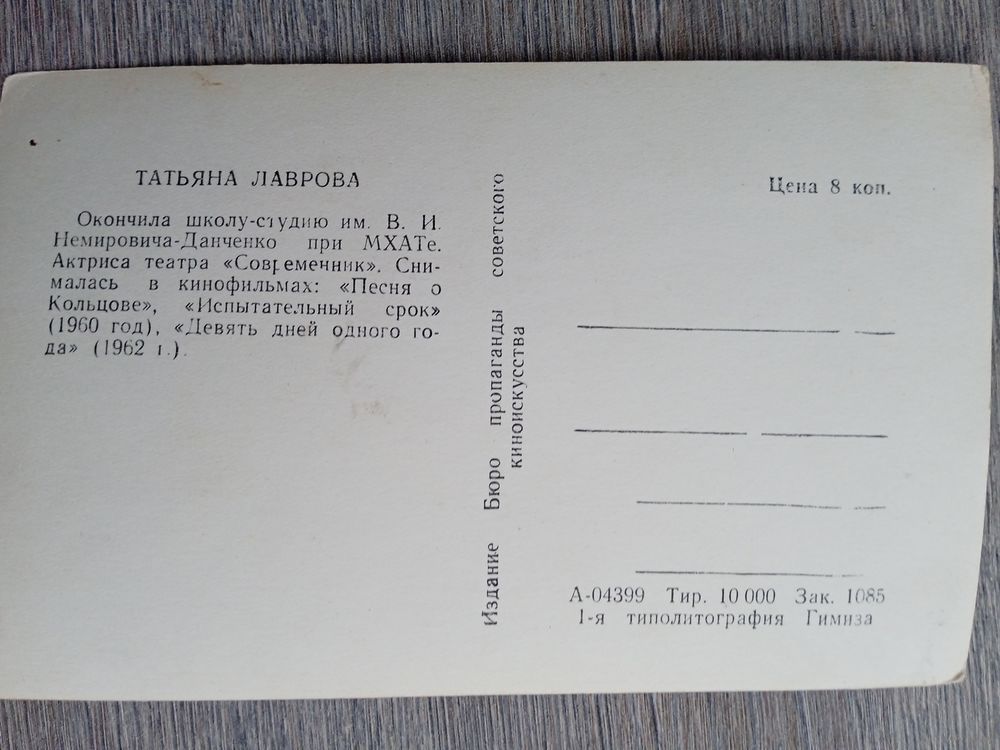 ТАТЬЯНА ЛАВРОВА
Окончила школу-студию им. В. И.
Немировича-Данченко при МХАТе.
Актриса театра «Современник». Сни-
малась в кинофильмах: «Песня о
Кольцове», «Испытательный срок»
(1960 год), «Девять дней одного го-
да» (1962 г.).
Издание Бюро пропаганды советского
киноискусства
Цена 8 коп.
А-04399 Тир. 10 000 Зак. 1085
1-я типолитография Гимиза